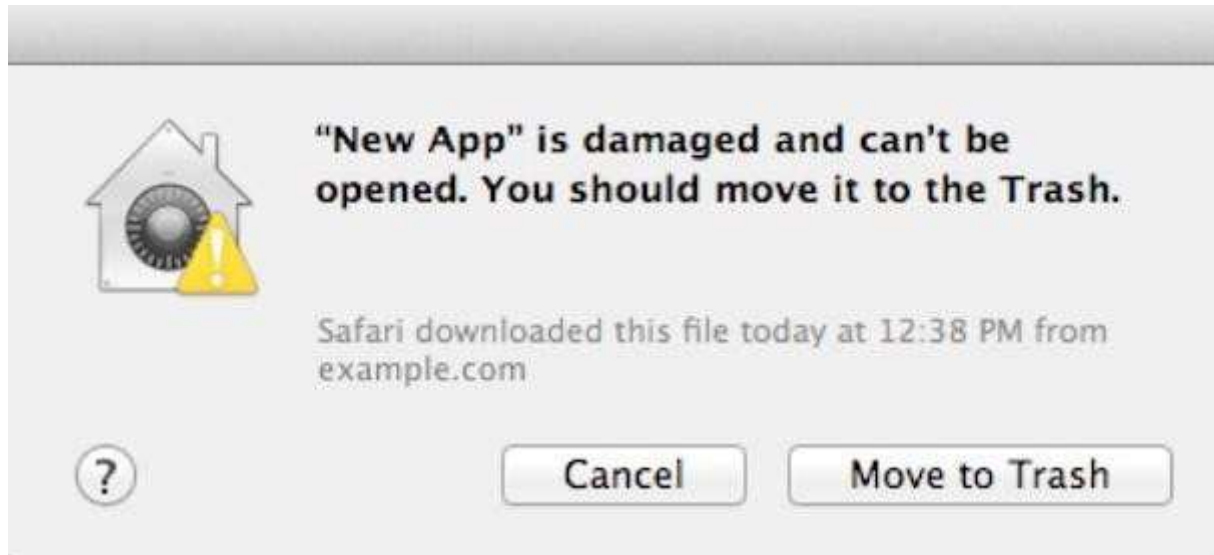 “New App” is damaged and can't be
opened. You should move it to the Trash.
Safari downloaded this file today at 12:38 PM from
example.com
?
Cancel
Move to Trash